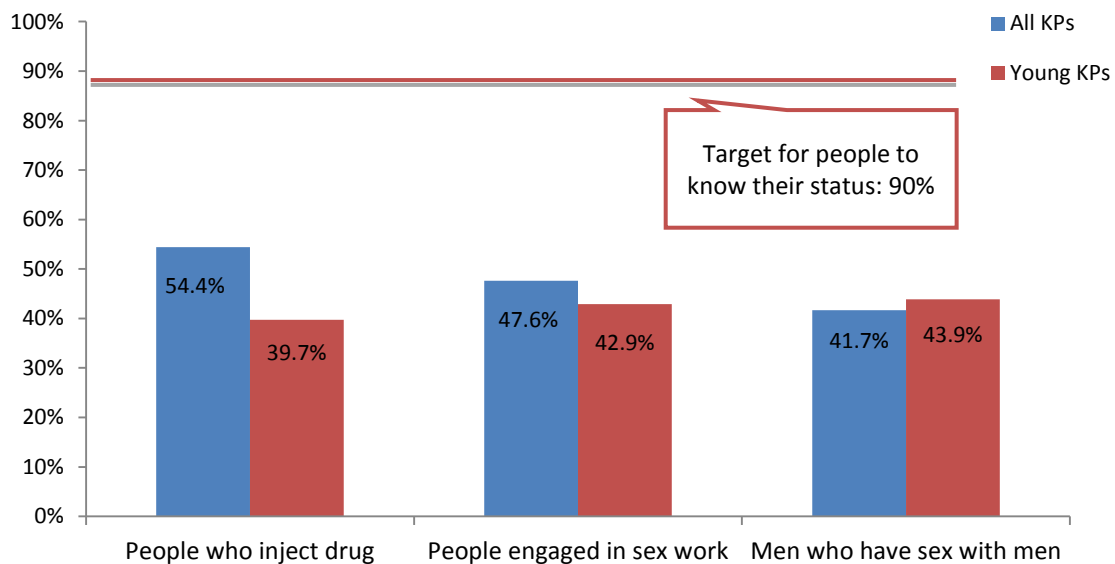 100%
90%
80%
70%
60%
50%
40%
30%
20%
10%
0%
All KPs
Young KPs
Target for people to
know their status: 90%
54.4%
39.7%
47.6%
42.9%
41.7%
43.9%
People who inject drug
People engaged in sex work
Men who have sex with men